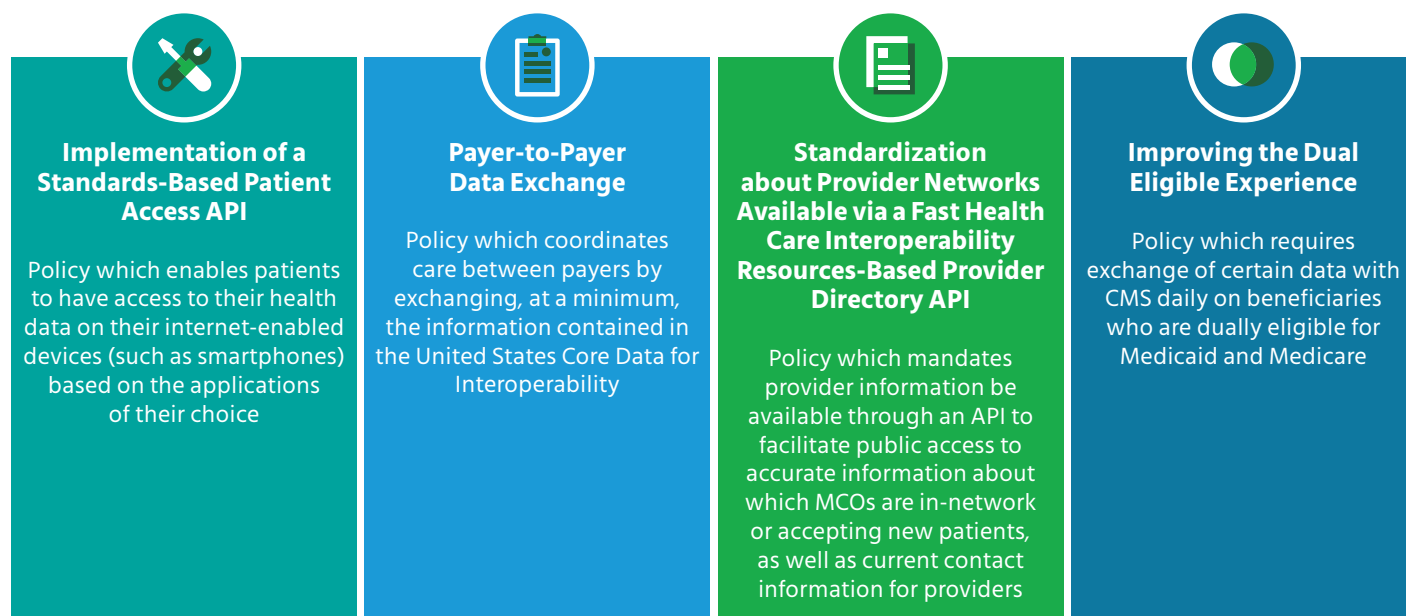 Implementation of a
Standards-Based Patient
Access API
Policy which enables patients
to have access to their health
data on their internet-enabled
devices (such as smartphones)
based on the applications
of their choice
Payer-to-Payer
Data Exchange
Policy which coordinates
care between payers by
exchanging, at a minimum,
the information contained in
the United States Core Data for
Interoperability
Standardization
about Provider Networks
Available via a Fast Health
Care Interoperability
Resources-Based Provider
Directory API
Policy which mandates
provider information be
available through an API to
facilitate public access to
accurate information about
which MCOs are in-network
or accepting new patients,
as well as current contact
information for providers
Improving the Dual
Eligible Experience
Policy which requires
exchange of certain data with
CMS daily on beneficiaries
who are dually eligible for
Medicaid and Medicare